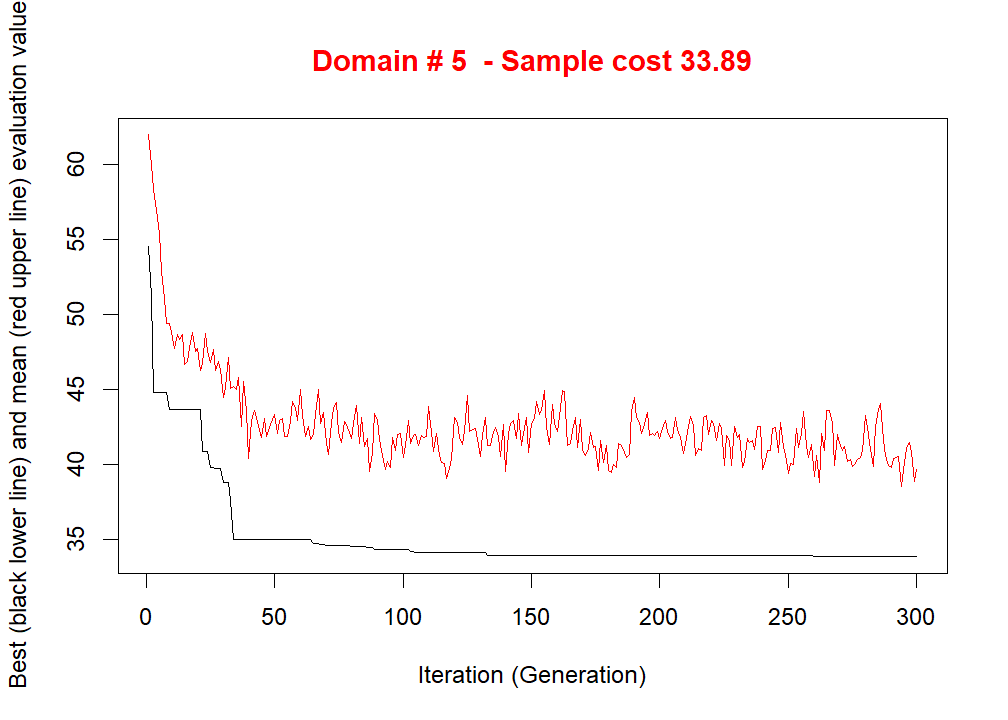 Domain # 5  - Sample cost 33.89
Best (black lower line) and mean (red upper line) evaluation value
60
55
50
45
40
35
0 50 100 150 200 250 300
Iteration (Generation)